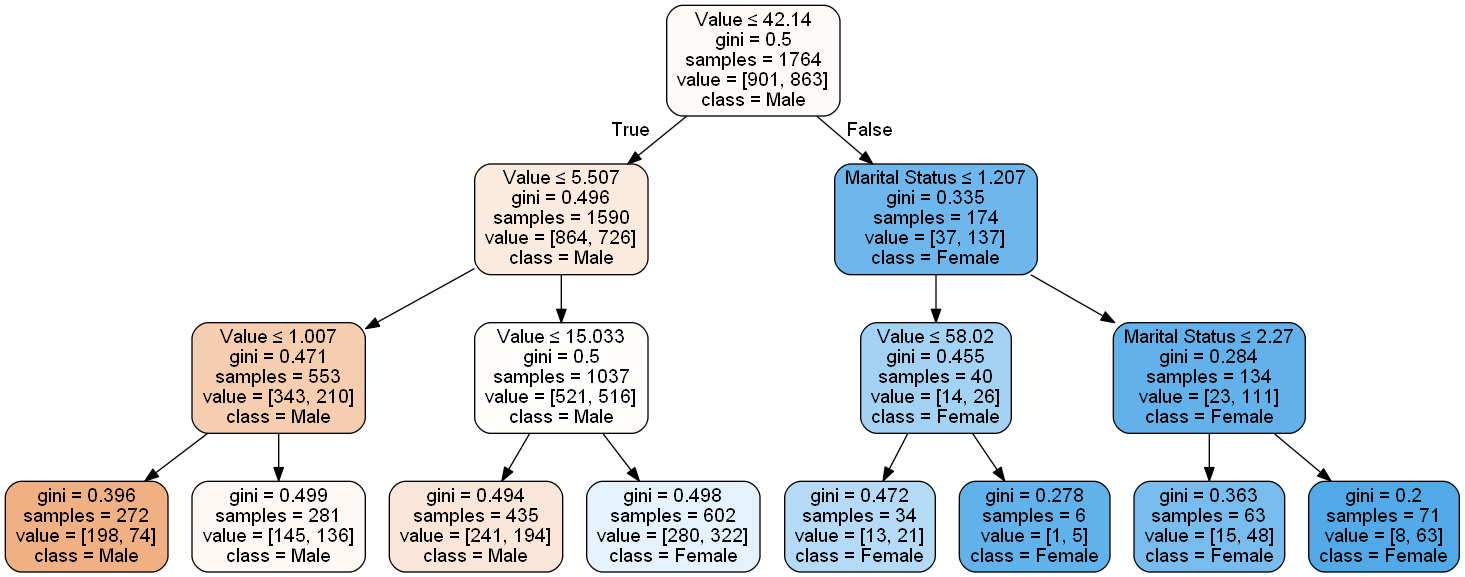 Value ≤ 42.14
gini = 0.5
samples = 1764
value = [901, 863]
class = Male
True
False
Value ≤ 5.507
gini = 0.496
samples = 1590
value = [864, 726]
class = Male
Marital Status ≤ 1.207
gini = 0.335
samples = 174
value = [37, 137]
class = Female
Value ≤ 1.007
gini = 0.471
samples = 553
value = [343, 210]
class = Male
Value ≤ 15.033
gini = 0.5
samples = 1037
value = [521, 516]
class = Male
Value ≤ 58.02
gini = 0.455
samples = 40
value = [14, 26]
class = Female
Marital Status ≤ 2.27
gini = 0.284
samples = 134
value = [23, 111]
class = Female
gini = 0.396
samples = 272
value = [198, 74]
class = Male
gini = 0.499
samples = 281
value = [145, 136]
class = Male
gini = 0.494
samples = 435
value = [241, 194]
class = Male
gini = 0.498
samples = 602
value = [280, 322]
class = Female
gini = 0.472
samples = 34
value = [13, 21]
class = Female
gini = 0.278
samples = 6
value = [1, 5]
class = Female
gini = 0.363
samples = 63
value = [15, 48]
class = Female
gini = 0.2
samples = 71
value = [8, 63]
class = Female